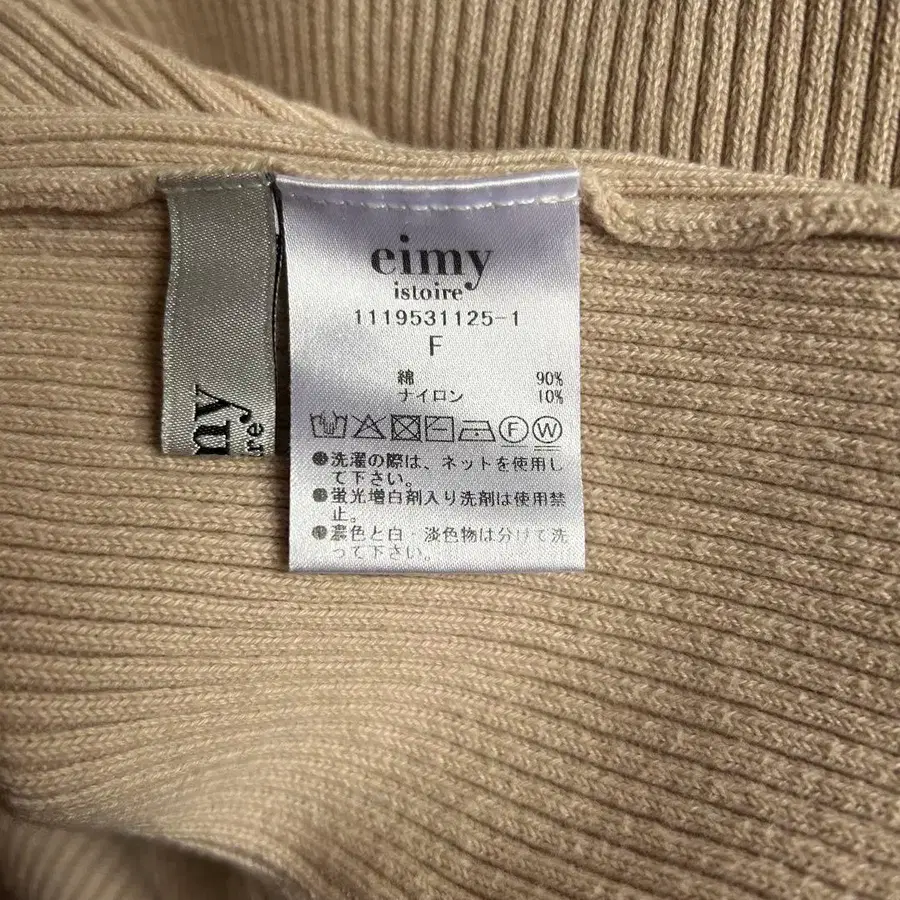 eimy
istoire
1119531125-1
F
綿 90%
ナイロン 10%
F W
●洗濯の際は、ネットを使用し
て下さい。
●蛍光増白剤入り洗剤は使用禁
止。
●濃色と白・淡色物は分けて洗
って下さい。
my
re